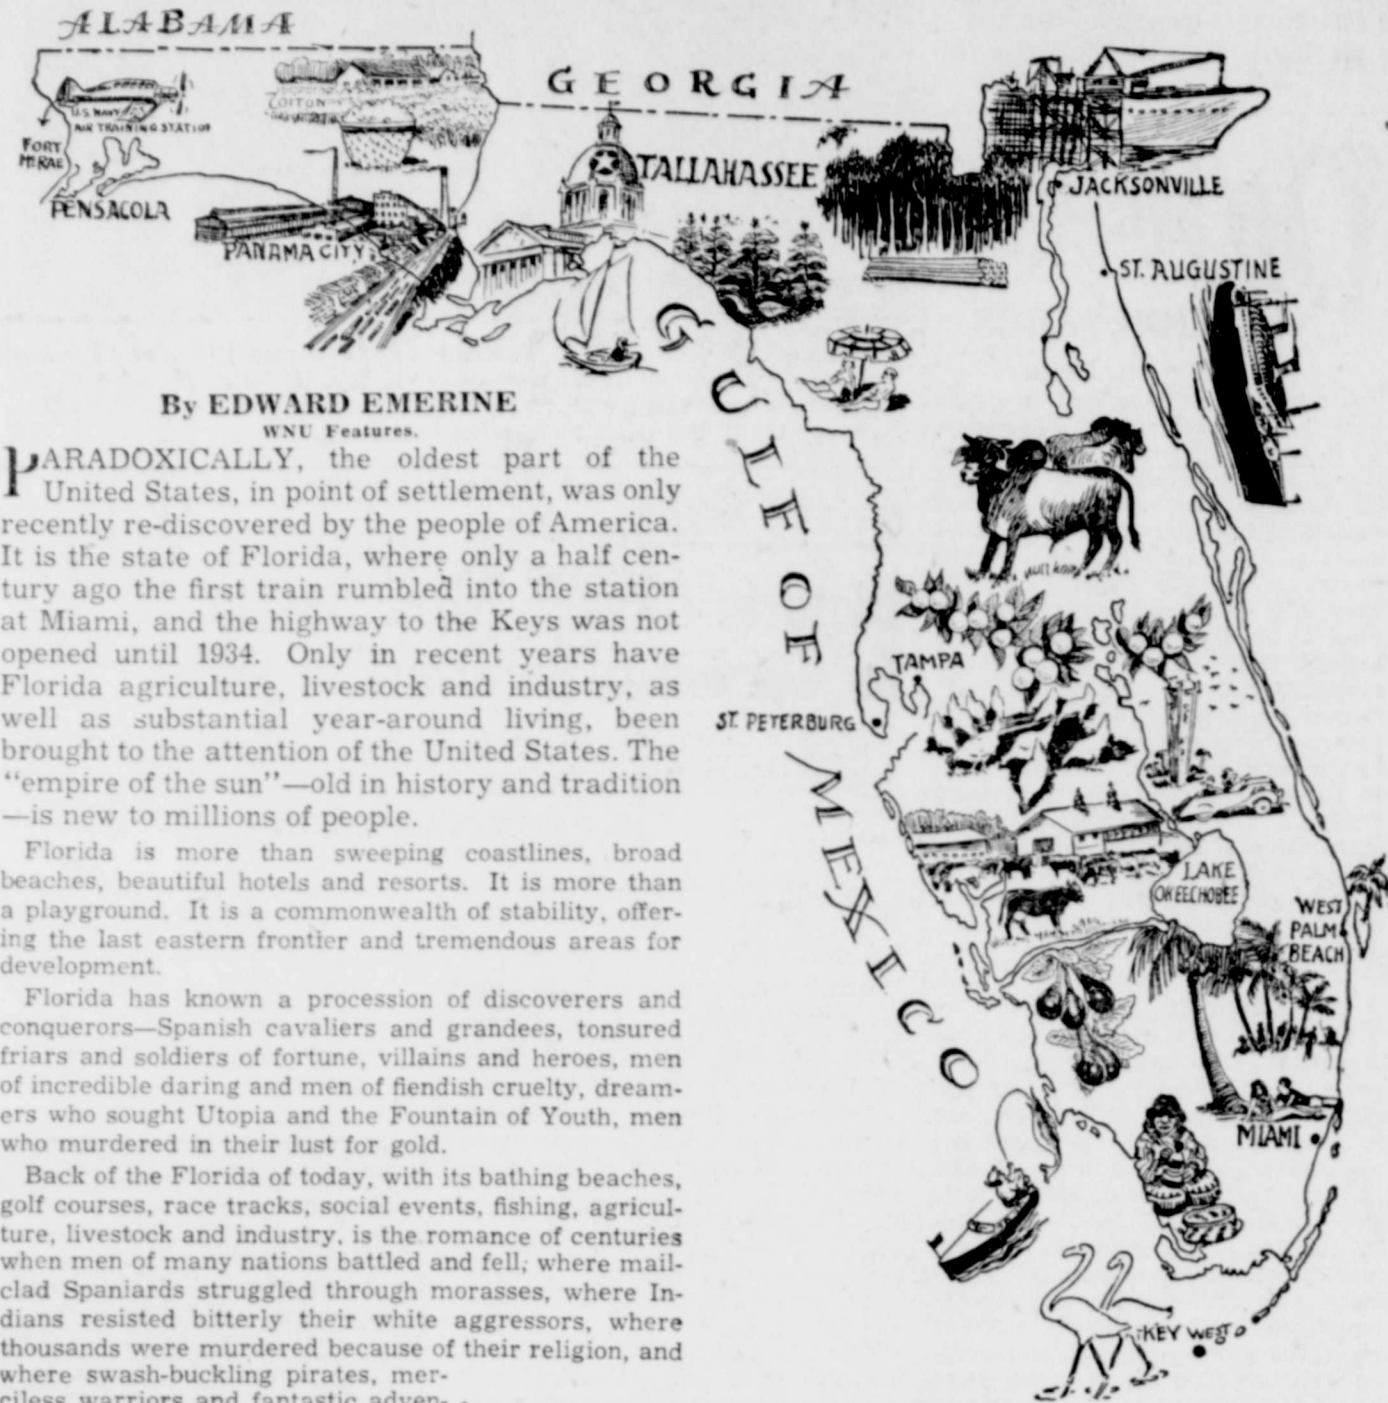 ALABAMA
GEORGIA
U.S. NAVY
AIR TRAINING STATION
COTTON
FORT
McRAE
PENSACOLA
PANAMA CITY
TALLAHASSEE
JACKSONVILLE
ST. AUGUSTINE
GULF OF MEXICO
TAMPA
ST. PETERBURG
LAKE
OKEECHOBEE
WEST
PALM
BEACH
MIAMI
KEY WEST
By EDWARD EMERINE
WNU Features.
PARADOXICALLY, the oldest part of the
United States, in point of settlement, was only
recently re-discovered by the people of America.
It is the state of Florida, where only a half cen-
tury ago the first train rumbled into the station
at Miami, and the highway to the Keys was not
opened until 1934. Only in recent years have
Florida agriculture, livestock and industry, as
well as substantial year-around living, been
brought to the attention of the United States. The
“empire of the sun”—old in history and tradition
—is new to millions of people.
Florida is more than sweeping coastlines, broad
beaches, beautiful hotels and resorts. It is more than
a playground. It is a commonwealth of stability, offer-
ing the last eastern frontier and tremendous areas for
development.
Florida has known a procession of discoverers and
conquerors—Spanish cavaliers and grandees, tonsured
friars and soldiers of fortune, villains and heroes, men
of incredible daring and men of fiendish cruelty, dream-
ers who sought Utopia and the Fountain of Youth, men
who murdered in their lust for gold.
Back of the Florida of today, with its bathing beaches,
golf courses, race tracks, social events, fishing, agricul-
ture, livestock and industry, is the romance of centuries
when men of many nations battled and fell, where mail-
clad Spaniards struggled through morasses, where In-
dians resisted bitterly their white aggressors, where
thousands were murdered because of their religion, and
where swash-buckling pirates, mer-
ciless warriors and fantastic adven-